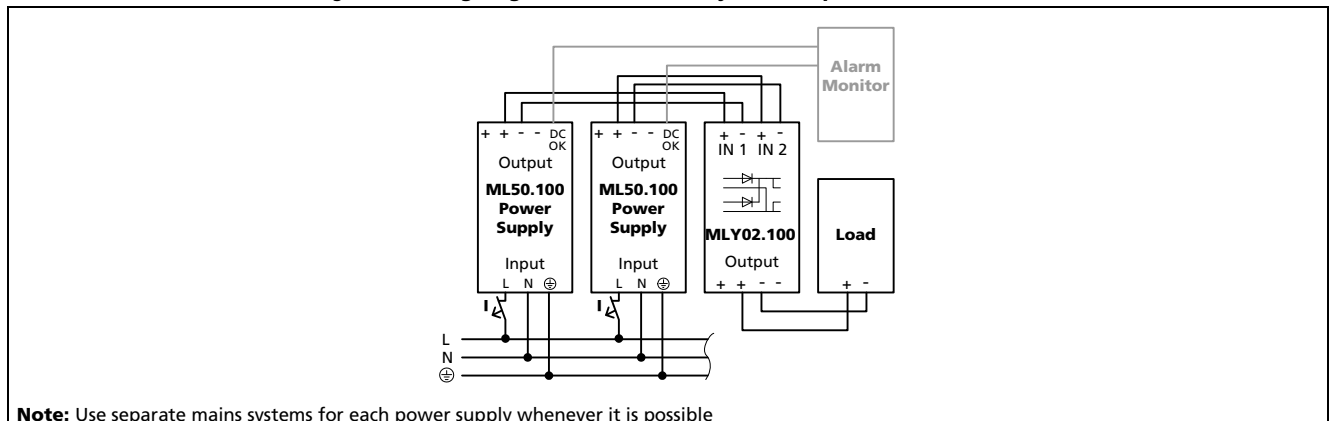 Alarm
Monitor
+ + - - DC
OK
Output
ML50.100
Power
Supply
Input
L N
I
+ + - - DC
OK
Output
ML50.100
Power
Supply
Input
L N
I
+ - + -
IN 1 IN 2
MLY02.100
Output
+ + - -
Load
+ -
L
N
Note: Use separate mains systems for each power supply whenever it is possible